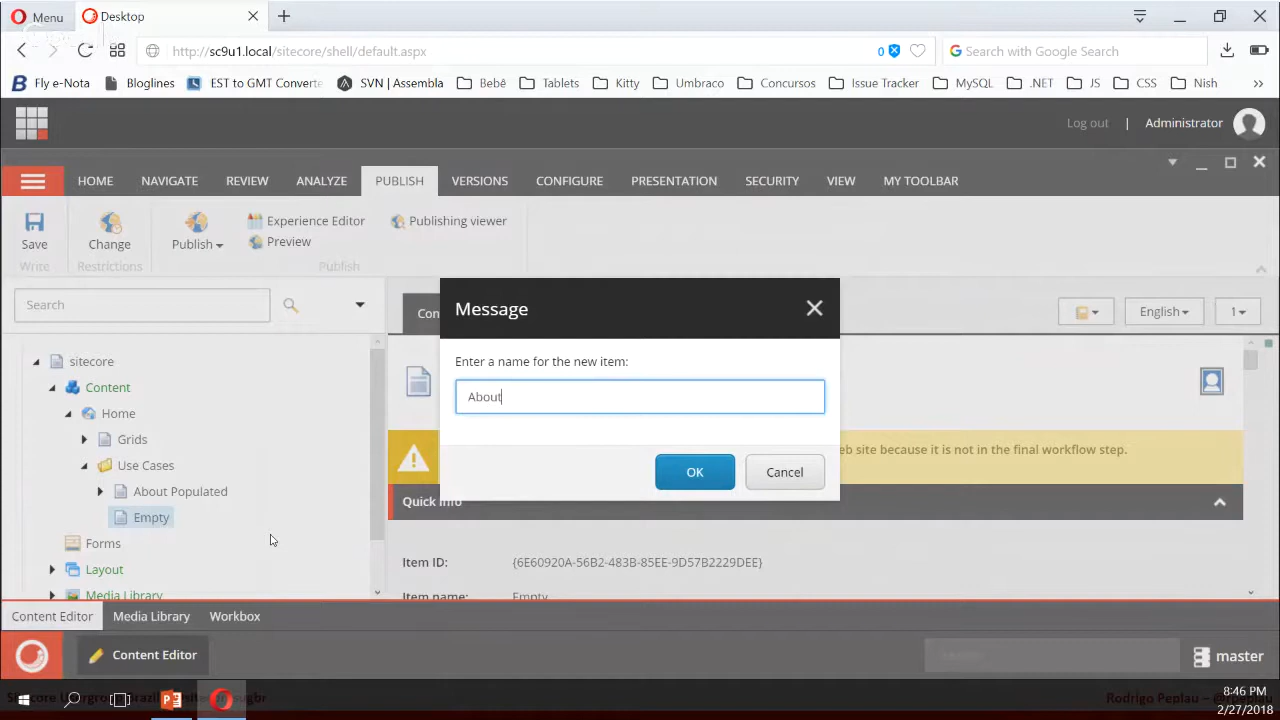 Menu
Desktop
http://sc9u1.local/sitecore/shell/default.aspx
0
Search with Google Search
Fly e-Nota
Bloglines
EST to GMT Converte
SVN | Assembla
Bebê
Tablets
Kitty
Umbraco
Concursos
Issue Tracker
MySQL
.NET
JS
CSS
Nish
Log out | Administrator
HOME
NAVIGATE
REVIEW
ANALYZE
PUBLISH
VERSIONS
CONFIGURE
PRESENTATION
SECURITY
VIEW
MY TOOLBAR
Save
Change
Publish
Experience Editor
Preview
Publishing viewer
Write
Restrictions
Publish
Search
Con
English
1
Message
Enter a name for the new item:
About
OK
Cancel
sitecore
Content
Home
Grids
Use Cases
About Populated
Empty
Forms
Layout
Media Library
eb site because it is not in the final workflow step.
Quick Info
Item ID:
{6E60920A-56B2-483B-85EE-9D57B2229DEE}
Item name:
Empty
Content Editor
Media Library
Workbox
Content Editor
master
Rodrigo Peplau –
8:46 PM
2/27/2018